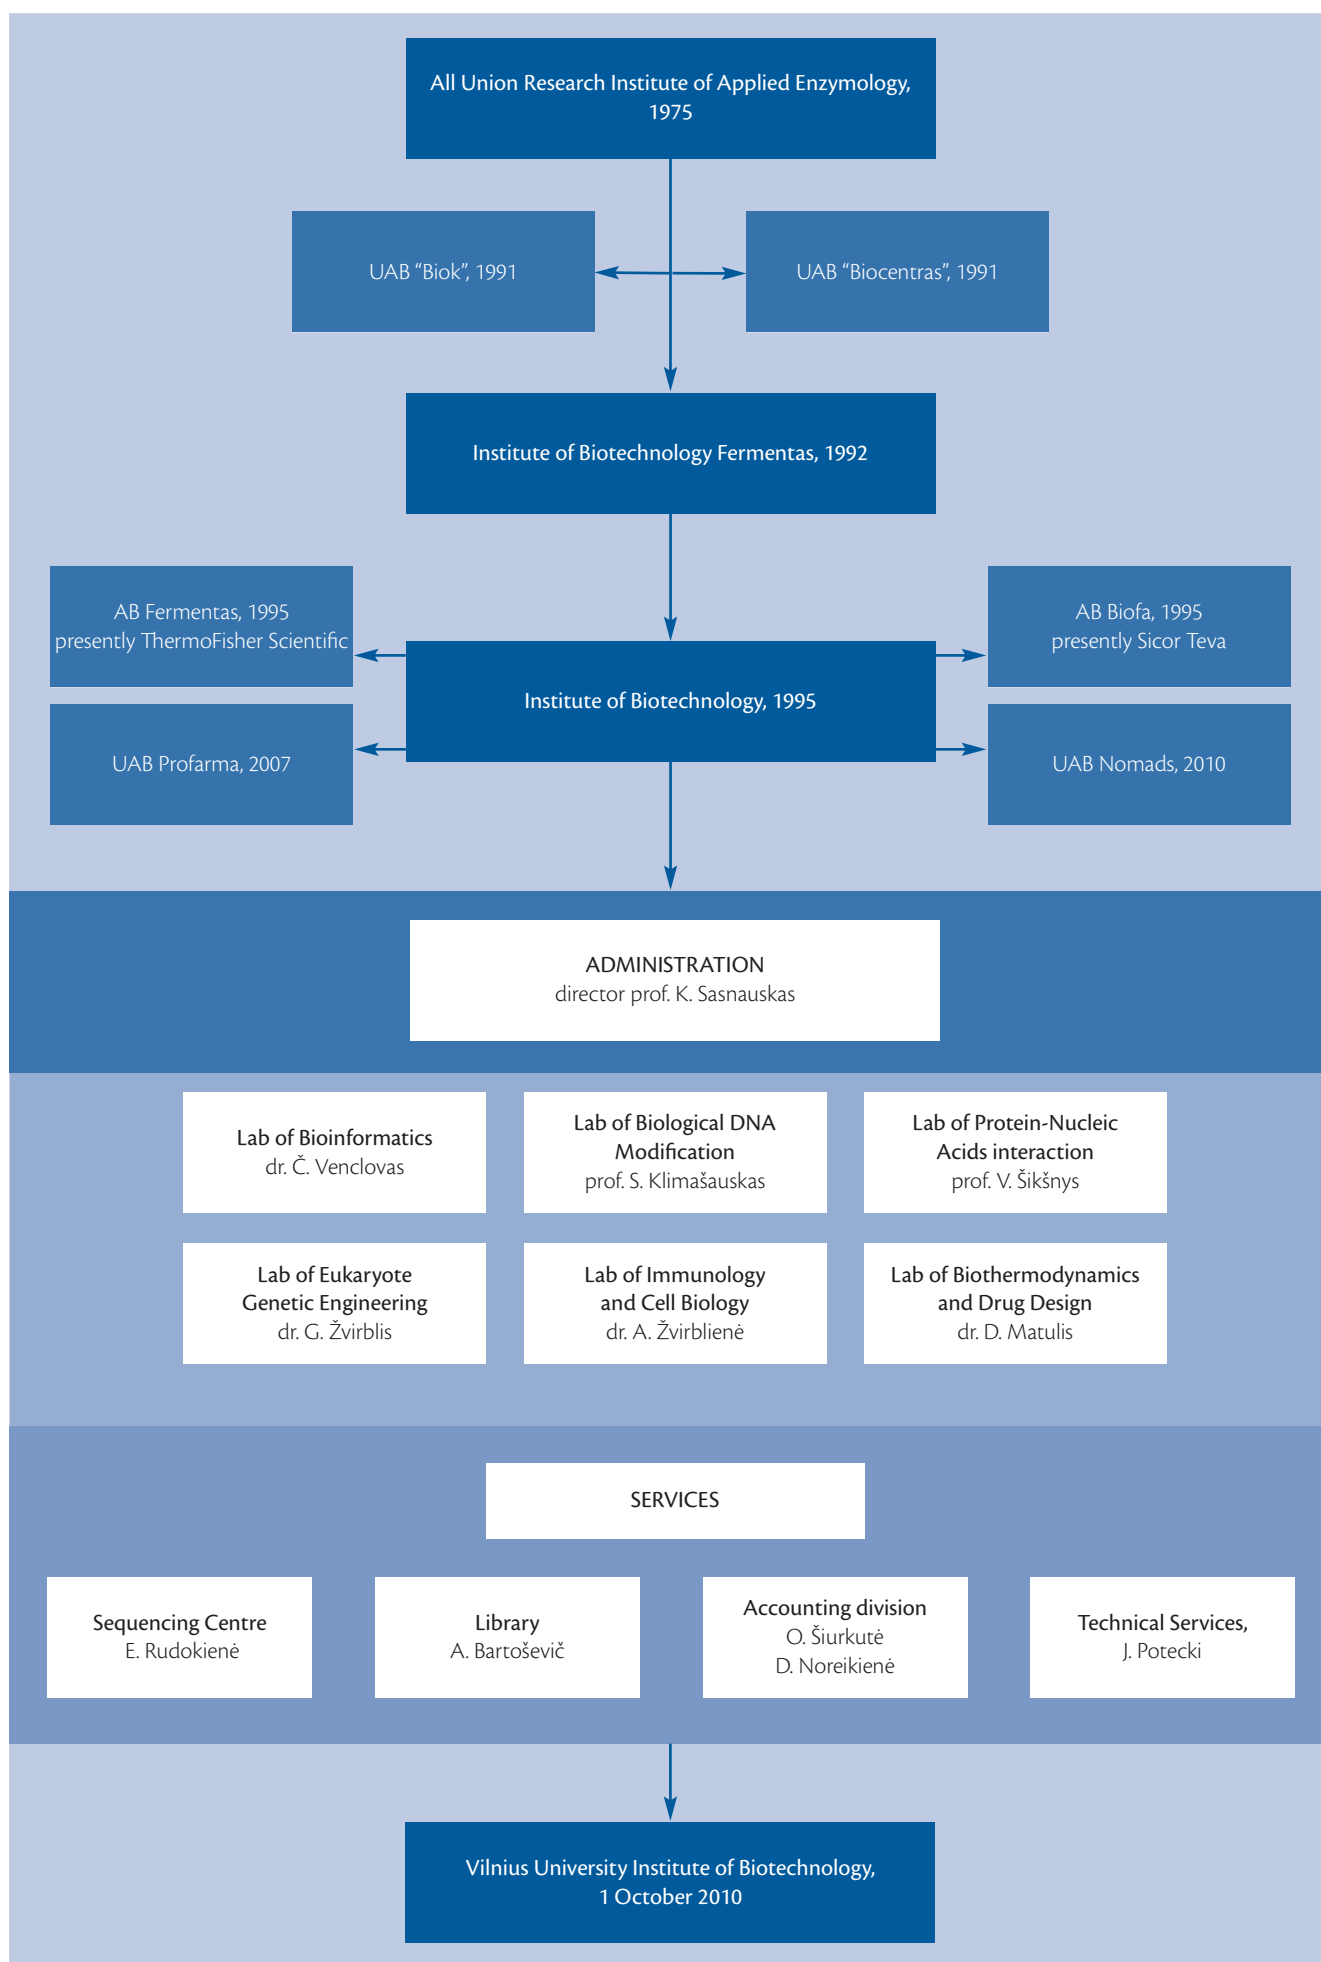 All Union Research Institute of Applied Enzymology,
1975
UAB “Biok”, 1991
UAB “Biocentras”, 1991
Institute of Biotechnology Fermentas, 1992
AB Fermentas, 1995
presently ThermoFisher Scientific
AB Biofa, 1995
presently Sicor Teva
Institute of Biotechnology, 1995
UAB Profarma, 2007
UAB Nomads, 2010
ADMINISTRATION
director prof. K. Sasnauskas
Lab of Bioinformatics
dr. Č. Venclovas
Lab of Biological DNA
Modification
prof. S. Klimašauskas
Lab of Protein-Nucleic
Acids interaction
prof. V. Šikšnys
Lab of Eukaryote
Genetic Engineering
dr. G. Žvirblis
Lab of Immunology
and Cell Biology
dr. A. Žvirblienė
Lab of Biothermodynamics
and Drug Design
dr. D. Matulis
SERVICES
Sequencing Centre
E. Rudokienė
Library
A. Bartoševič
Accounting division
O. Šiurkutė
D. Noreikienė
Technical Services,
J. Potecki
Vilnius University Institute of Biotechnology,
1 October 2010